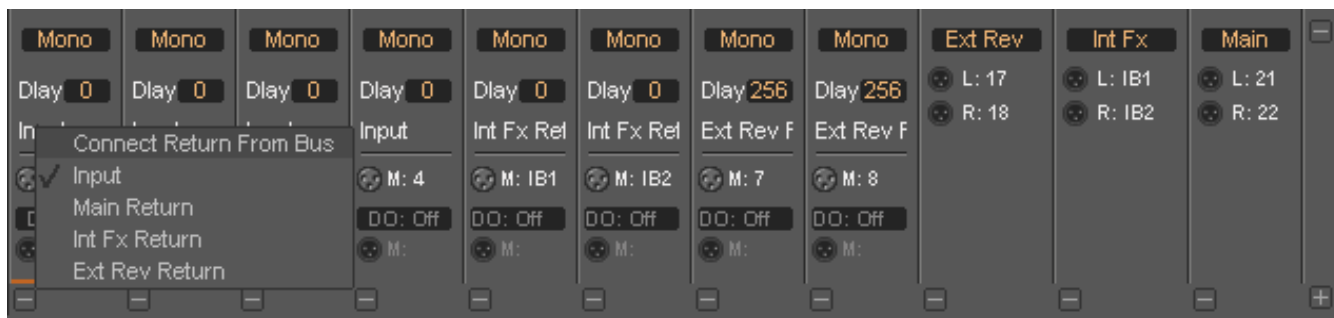 Mono Mono Mono Mono Mono Mono Mono Mono Ext Rev Int Fx Main
Dlay 0 Dlay 0 Dlay 0 Dlay 0 Dlay 0 Dlay 0 Dlay 256 Dlay 256 L: 17 L: IB1 L: 21
R: 18 R: IB2 R: 22
Input Int Fx Ret Int Fx Ret Ext Rev F Ext Rev F
Connect Return From Bus
Input
Main Return
Int Fx Return
Ext Rev Return
M: 4 M: IB1 M: IB2 M: 7 M: 8
DO: Off DO: Off DO: Off DO: Off DO: Off
M: M: M: M: M: